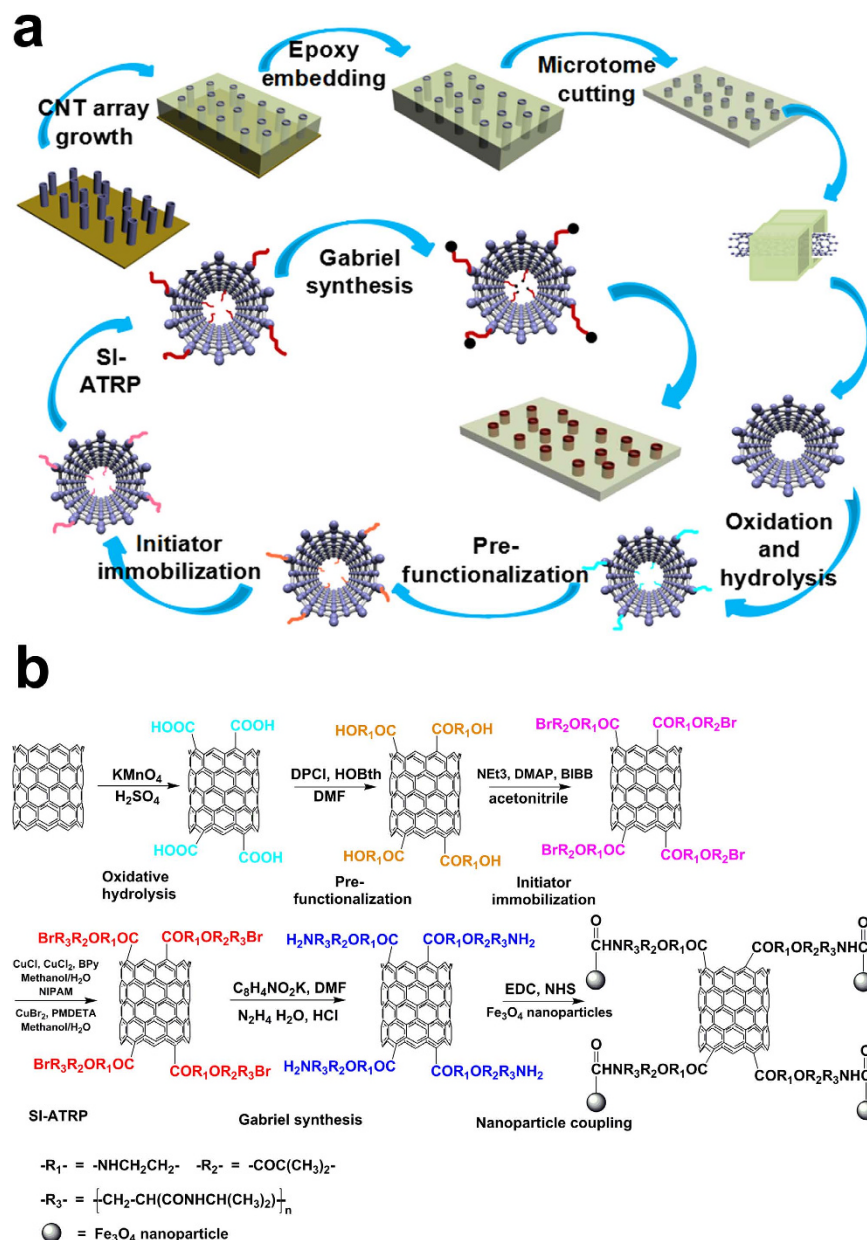 a
CNT array
growth
Epoxy
embedding
Microtome
cutting
Gabriel
synthesis
SI-
ATRP
Initiator
immobilization
Pre-
functionalization
Oxidation
and
hydrolysis
b
HOOC COOH
HOR₁OC COR₁OH
BrR₂OR₁OC COR₁OR₂Br
KMnO₄
H₂SO₄
DPCI, HOBth
DMF
NEt3, DMAP, BIBB
acetonitrile
HOOC COOH
HOR₁OC COR₁OH
BrR₂OR₁OC COR₁OR₂Br
Oxidative
hydrolysis
Pre-
functionalization
Initiator
immobilization
BrR₃R₂OR₁OC COR₁OR₂R₃Br
H₂NR₃R₂OR₁OC COR₁OR₂R₃NH₂
O
CNR₃R₂OR₁OC COR₁OR₂R₃NHC
O
CuCl, CuCl₂, BPy
Methanol/H₂O
NIPAM
CuBr₂, PMDETA
Methanol/H₂O
C₈H₄NO₂K, DMF
N₂H₄ H₂O, HCl
EDC, NHS
Fe₃O₄ nanoparticles
BrR₃R₂OR₁OC COR₁OR₂R₃Br
H₂NR₃R₂OR₁OC COR₁OR₂R₃NH₂
O
CHNR₃R₂OR₁OC COR₁OR₂R₃NHC
O
SI-ATRP
Gabriel synthesis
Nanoparticle coupling
-R₁- = -NHCH₂CH₂- -R₂- = -COC(CH₃)₂-
-R₃- = -[-CH₂-CH(CONHCH(CH₃)₂)-]n
= Fe₃O₄ nanoparticle